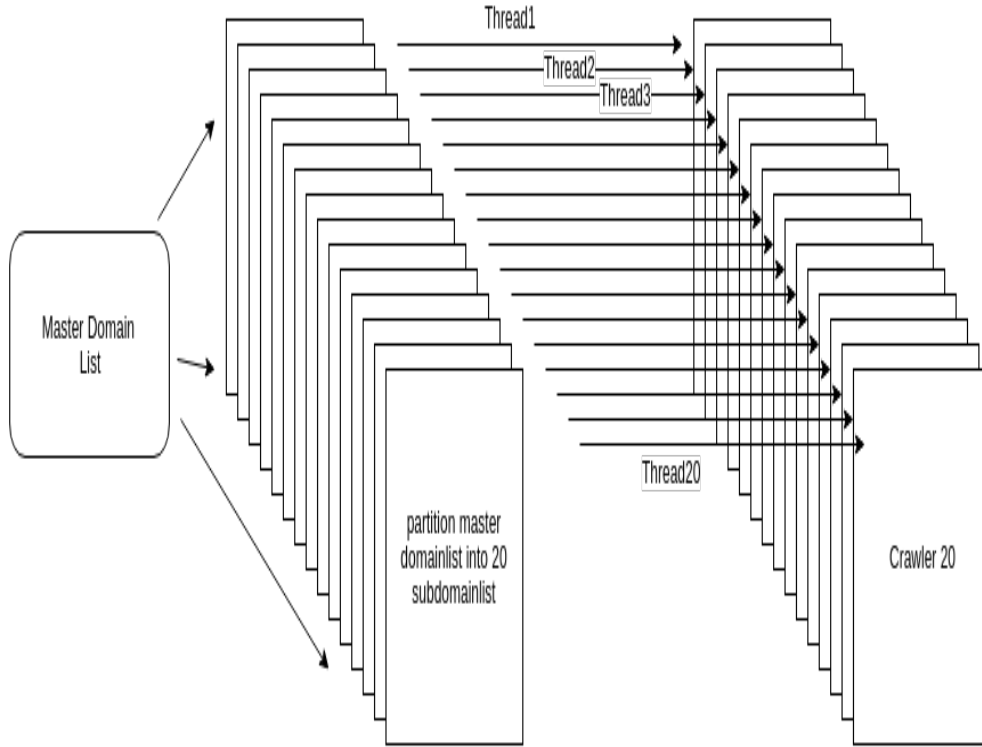 Thread1
Thread2
Thread3
Master Domain
List
Thread20
partition master
domainlist into 20
subdomainlist
Crawler 20